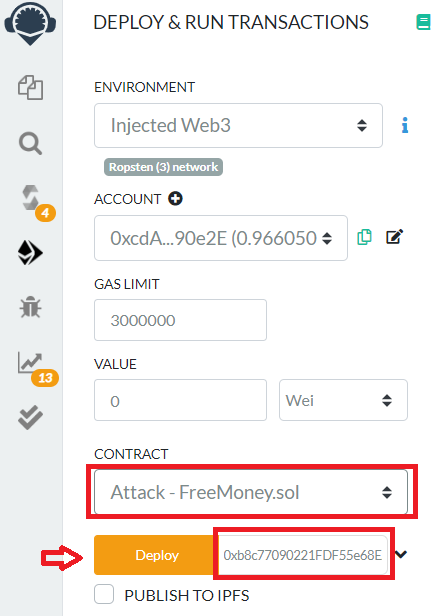 DEPLOY & RUN TRANSACTIONS
ENVIRONMENT
Injected Web3
Ropsten (3) network
ACCOUNT
0xcdA...90e2E (0.966050
GAS LIMIT
3000000
VALUE
0
Wei
CONTRACT
Attack - FreeMoney.sol
Deploy
0xb8c77090221FDF55e68E
PUBLISH TO IPFS
4
13